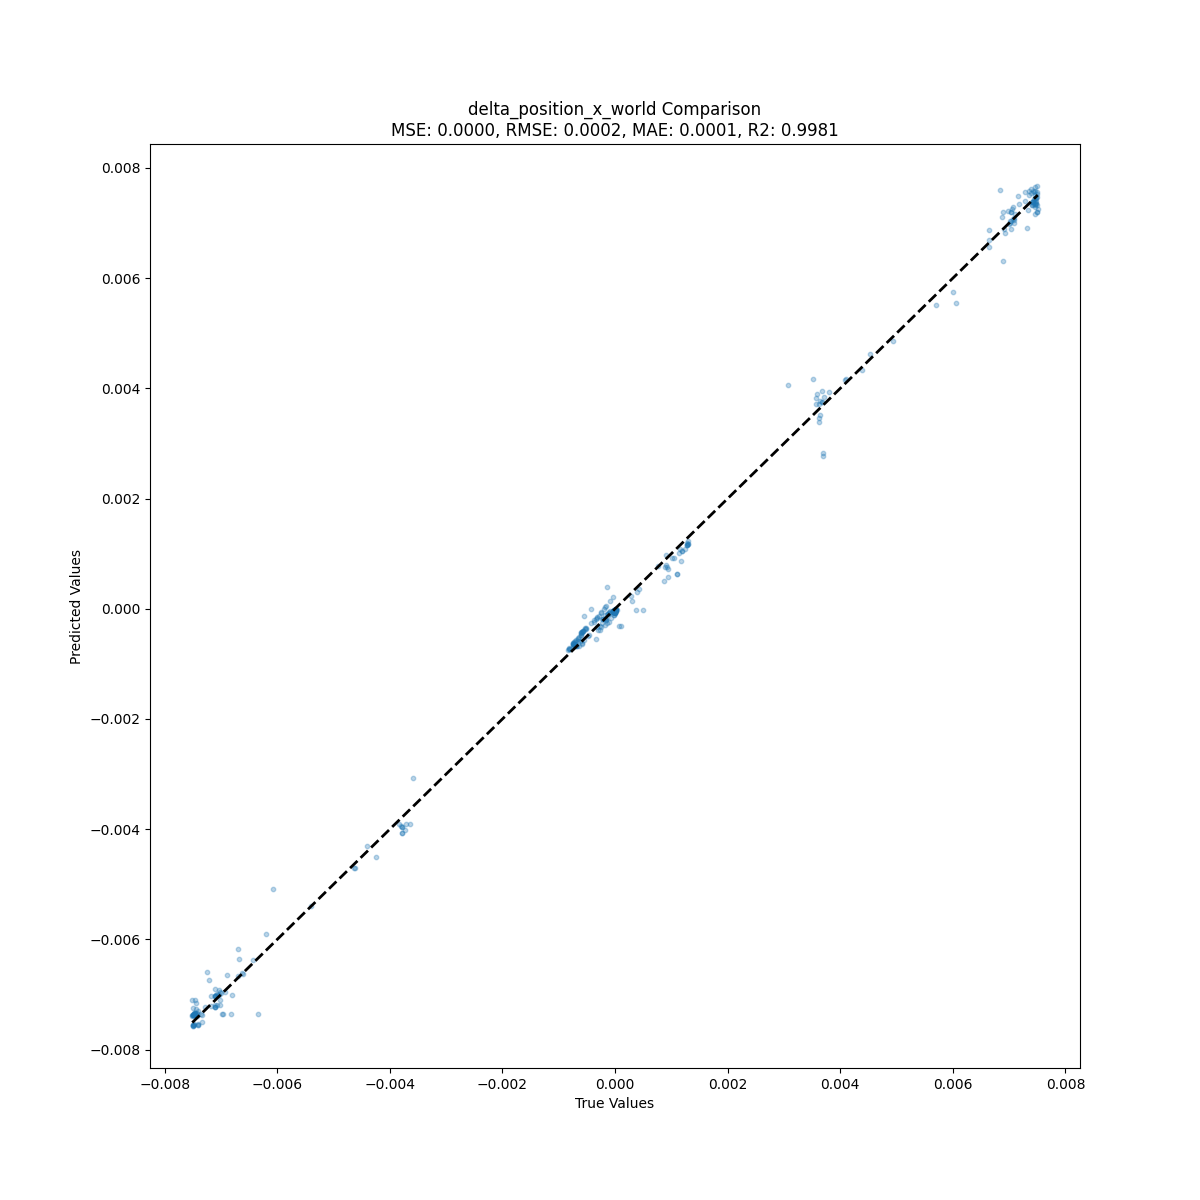 delta_position_x_world Comparison
MSE: 0.0000, RMSE: 0.0002, MAE: 0.0001, R2: 0.9981
0.008
0.006
0.004
0.002
0.000
−0.002
−0.004
−0.006
−0.008
Predicted Values
−0.008 −0.006 −0.004 −0.002 0.000 0.002 0.004 0.006 0.008
True Values